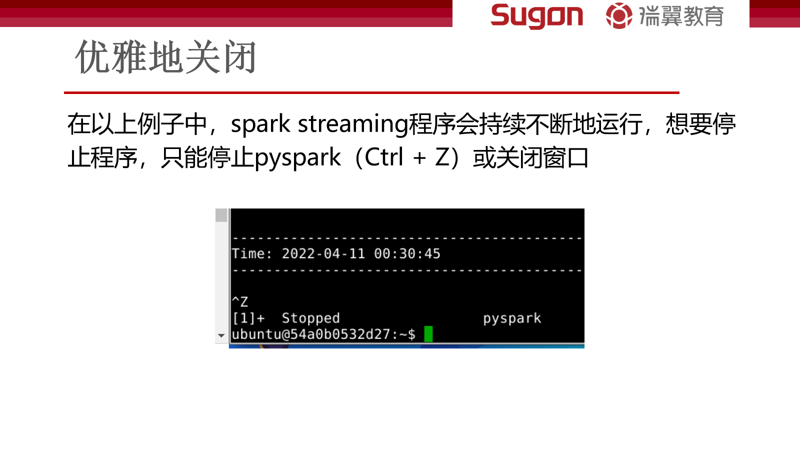 Sugon 瑞翼教育
优雅地关闭
在以上例子中，spark streaming程序会持续不断地运行，想要停
止程序，只能停止pyspark（Ctrl + Z）或关闭窗口
-------------------------------------------
Time: 2022-04-11 00:30:45
-------------------------------------------
^Z
[1]+  Stopped                 pyspark
ubuntu@54a0b0532d27:~$